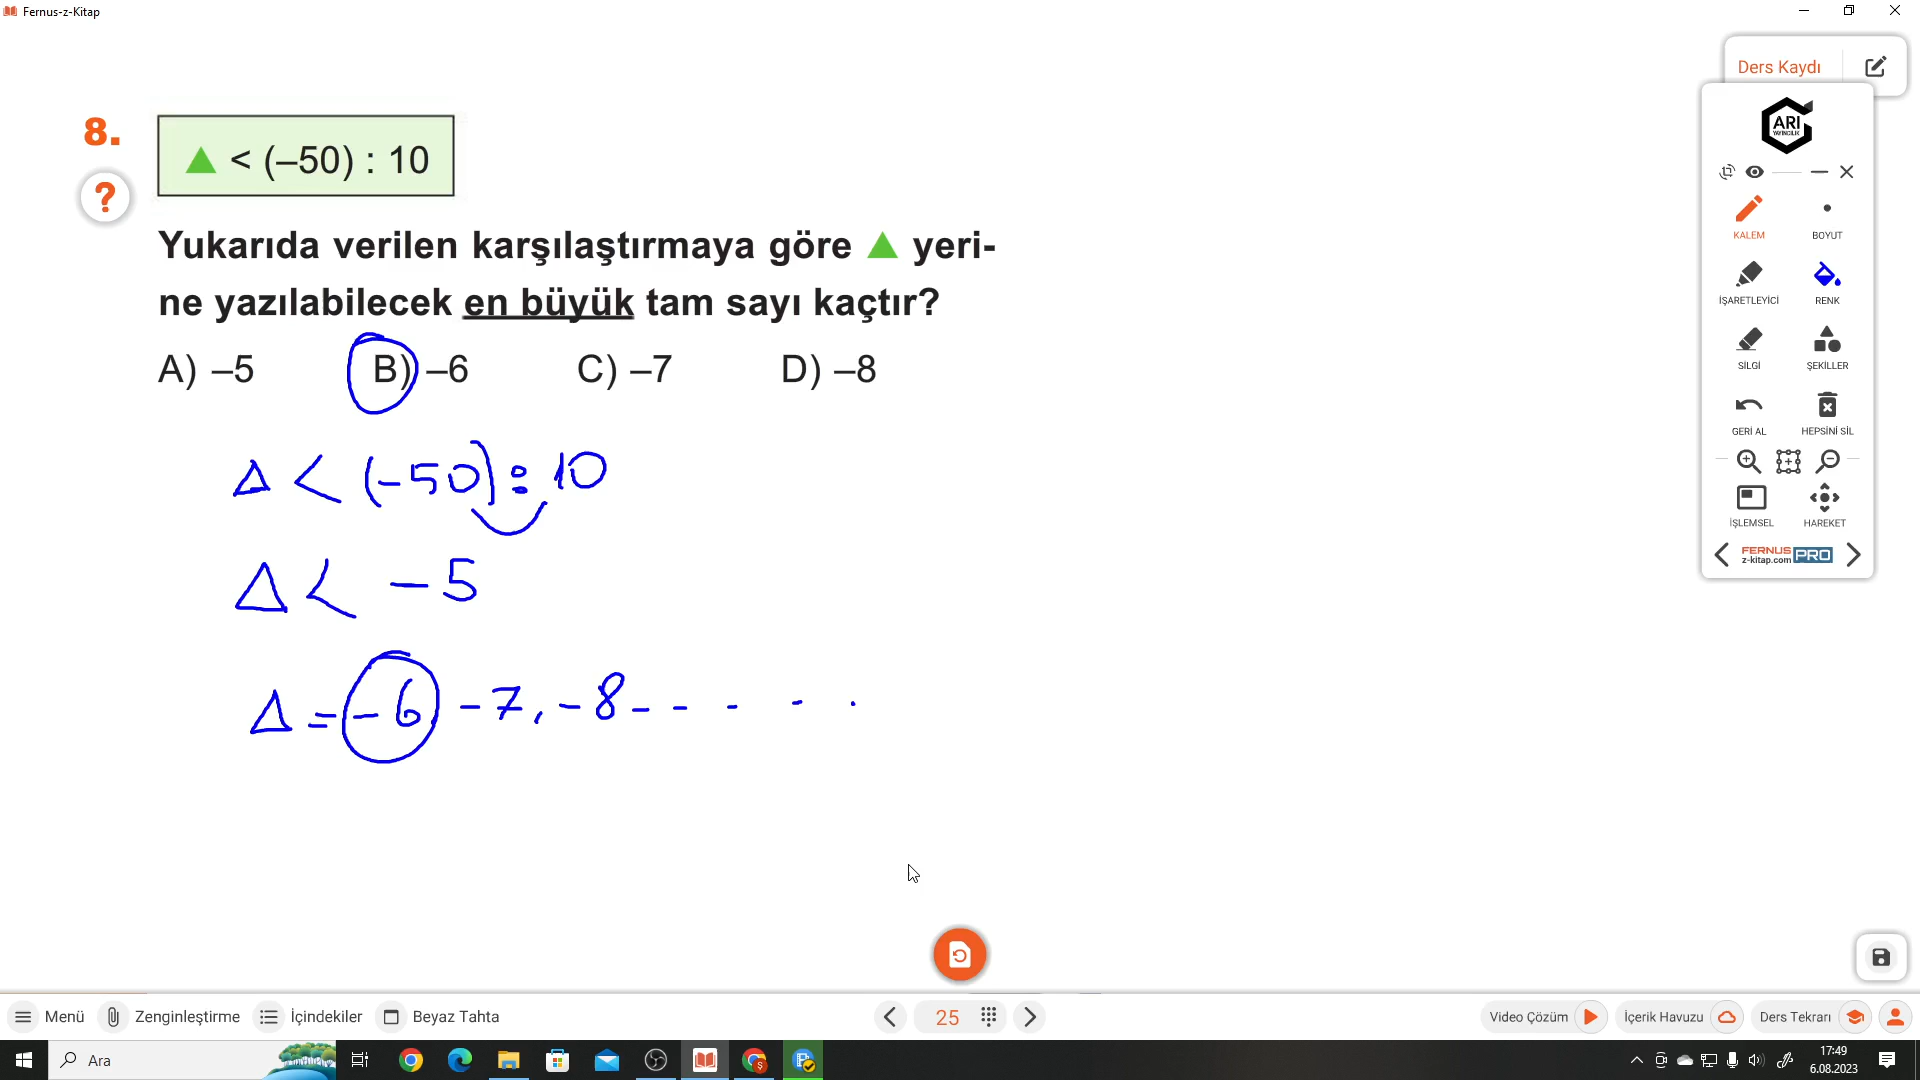 Fernus-z-Kitap
Ders Kaydı
8.
▲ < (–50) : 10
?
Yukarıda verilen karşılaştırmaya göre ▲ yeri-
ne yazılabilecek en büyük tam sayı kaçtır?
A) –5 B) –6 C) –7 D) –8
Δ < (-50) : 10
Δ < -5
Δ = -6 -7, -8 - - - - .
ARI
YAYINCILIK
KALEM BOYUT
İŞARETLEYİCİ RENK
SİLGİ ŞEKİLLER
GERİ AL HEPSİNİ SİL
İŞLEMSEL HAREKET
FERNUS PRO
z-kitap.com
Menü Zenginleştirme İçindekiler Beyaz Tahta 25 Video Çözüm İçerik Havuzu Ders Tekrarı
Ara
17:49
6.08.2023